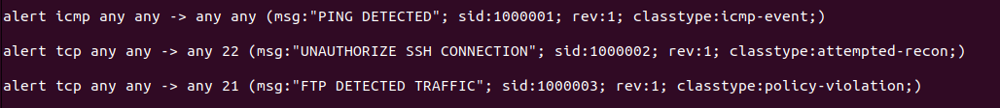 alert icmp any any -> any any (msg:"PING DETECTED"; sid:1000001; rev:1; classtype:icmp-event;)
alert tcp any any -> any 22 (msg:"UNAUTHORIZE SSH CONNECTION"; sid:1000002; rev:1; classtype:attempted-recon;)
alert tcp any any -> any 21 (msg:"FTP DETECTED TRAFFIC"; sid:1000003; rev:1; classtype:policy-violation;)